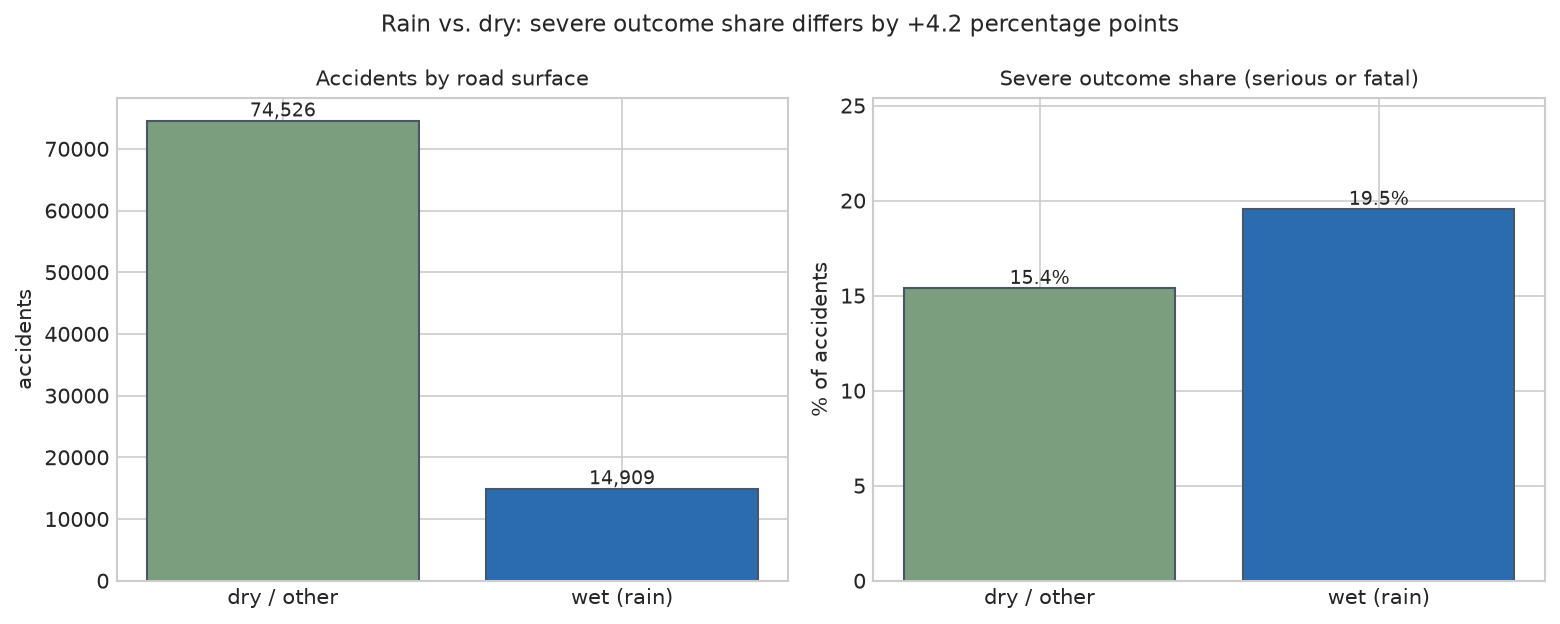 Rain vs. dry: severe outcome share differs by +4.2 percentage points
Accidents by road surface
74,526
70000
60000
50000
40000
30000
20000
10000
0
accidents
14,909
dry / other
wet (rain)
Severe outcome share (serious or fatal)
25
20
15
10
5
0
% of accidents
15.4%
19.5%
dry / other
wet (rain)